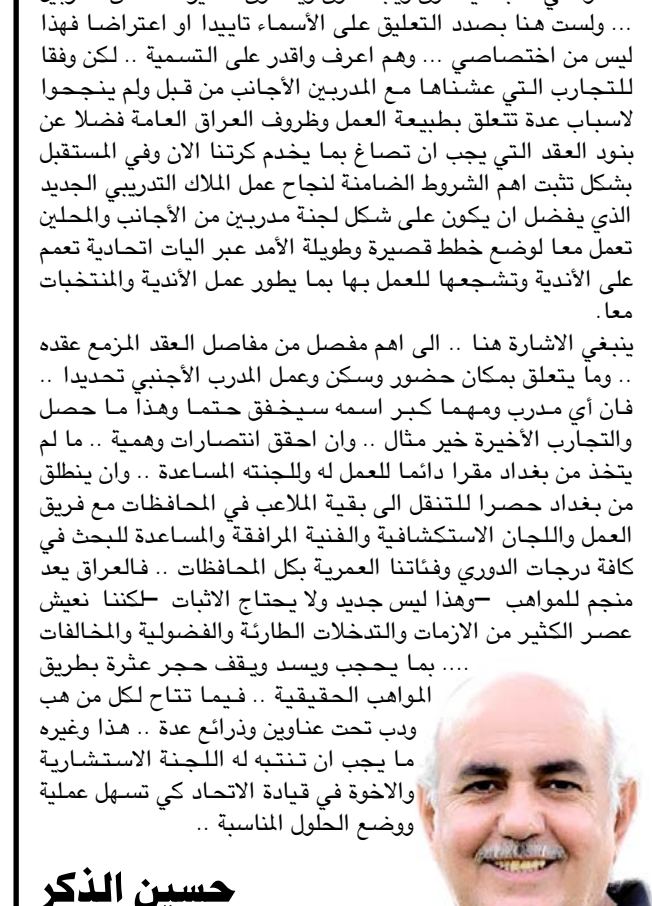 ... ولست هنا بصدد التعليق على الأسماء تاييدا او اعتراضا فهذا
ليس من اختصاصي ... وهم اعرف واقدر على التسمية .. لكن وفقا
للتجارب التي عشناها مع المدربين الأجانب من قبل ولم ينجحوا
لاسباب عدة تتعلق بطبيعة العمل وظروف العراق العامة فضلا عن
بنود العقد التي يجب ان تصاغ بما يخدم كرتنا الان وفي المستقبل
بشكل تثبت اهم الشروط الضامنة لنجاح عمل الملاك التدريبي الجديد
الذي يفضل ان يكون على شكل لجنة مدربين من الأجانب والمحلين
تعمل معا لوضع خطط قصيرة وطويلة الأمد عبر اليات اتحادية تعمم
على الأندية وتشجعها للعمل بها بما يطور عمل الأندية والمنتخبات
معا.
ينبغي الاشارة هنا .. الى اهم مفصل من مفاصل العقد المزمع عقده
.. وما يتعلق بمكان حضور وسكن وعمل المدرب الأجنبي تحديدا ..
فان أي مدرب ومهما كبر اسمه سيخفق حتما وهذا ما حصل
والتجارب الأخيرة خير مثال .. وان احقق انتصارات وهمية .. ما لم
يتخذ من بغداد مقرا دائما للعمل له وللجنته المساعدة .. وان ينطلق
من بغداد حصرا للتنقل الى بقية الملاعب في المحافظات مع فريق
العمل واللجان الاستكشافية والفنية المرافقة والمساعدة للبحث في
كافة درجات الدوري وفئاتنا العمرية بكل المحافظات .. فالعراق يعد
منجم للمواهب –وهذا ليس جديد ولا يحتاج الاثبات –لكننا نعيش
عصر الكثير من الازمات والتدخلات الطارئة والفضولية والمخالفات
.... بما يحجب ويسد ويقف حجر عثرة بطريق
المواهب الحقيقية .. فيما تتاح لكل من هب
ودب تحت عناوين وذرائع عدة .. هذا وغيره
ما يجب ان تنتبه له اللجنة الاستشارية
والاخوة في قيادة الاتحاد كي تسهل عملية
ووضع الحلول المناسبة ..
حسين الذكر